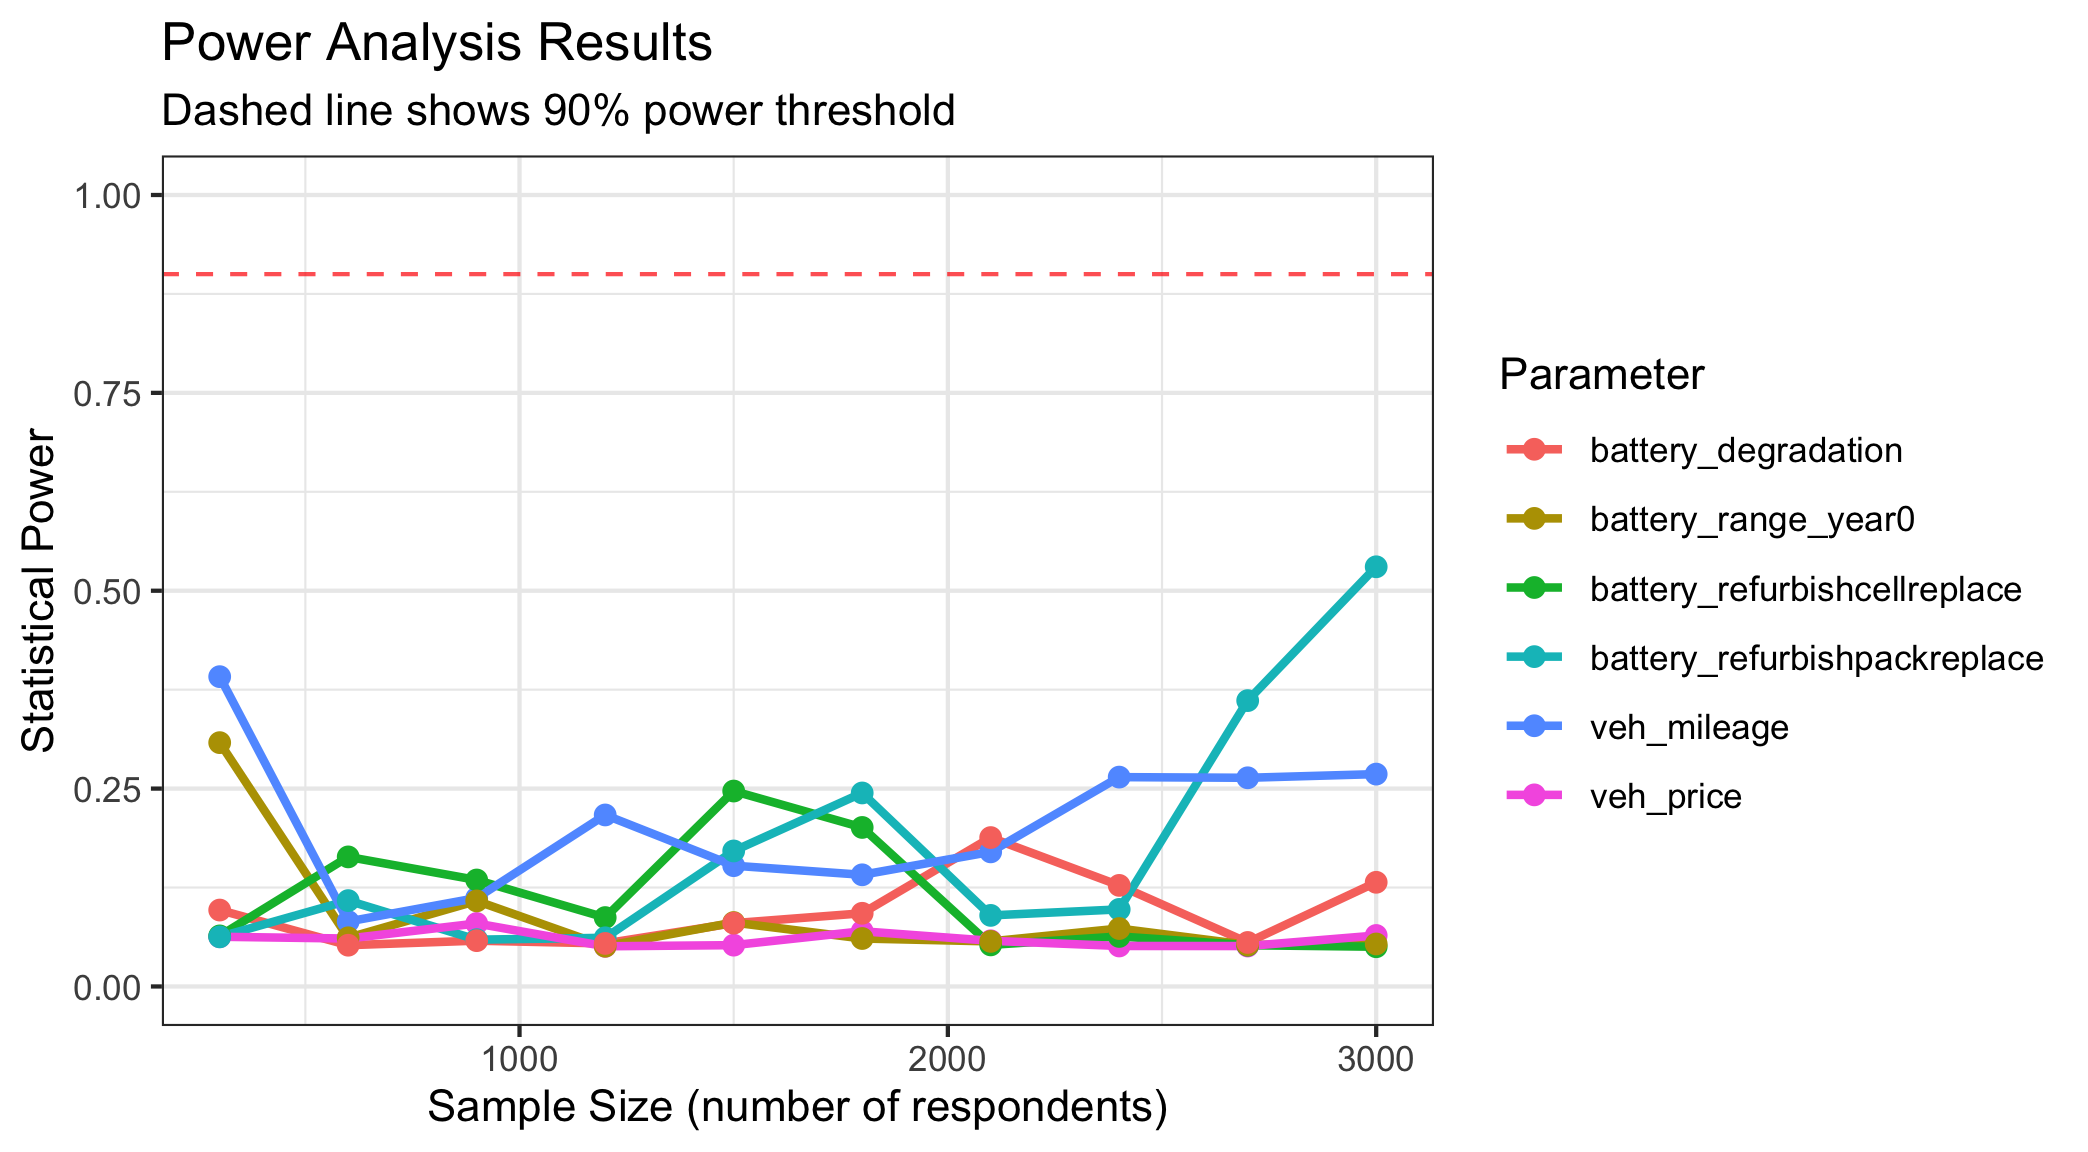 Power Analysis Results
Dashed line shows 90% power threshold
1.00
0.75
0.50
0.25
0.00
Statistical Power
1000
2000
3000
Sample Size (number of respondents)
Parameter
battery_degradation
battery_range_year0
battery_refurbishcellreplace
battery_refurbishpackreplace
veh_mileage
veh_price